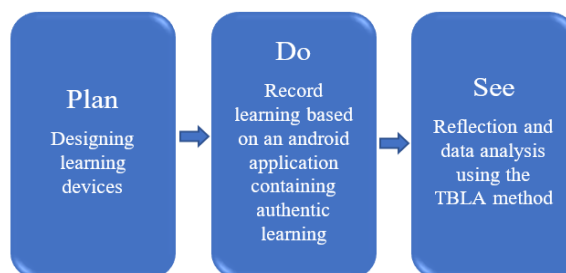 Plan
Designing
learning
devices
Do
Record
learning based
on an android
application
containing
authentic
learning
See
Reflection and
data analysis
using the
TBLA method